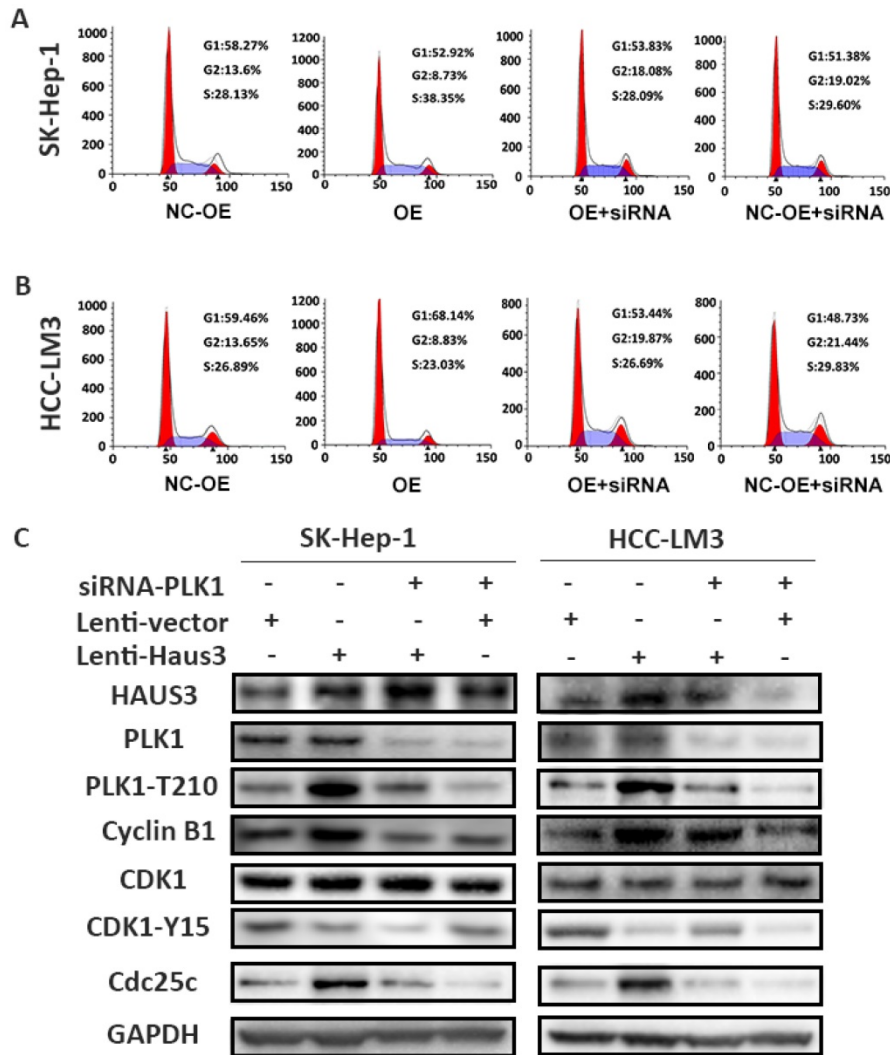 A
SK-Hep-1
1000
800
600
400
200
0
0 50 100 150
G1:58.27%
G2:13.6%
S:28.13%
NC-OE
1200
1000
800
600
400
200
0
0 50 100 150
G1:52.92%
G2:8.73%
S:38.35%
OE
1000
800
600
400
200
0
0 50 100 150
G1:53.83%
G2:18.08%
S:28.09%
OE+siRNA
1000
800
600
400
200
0
0 50 100 150
G1:51.38%
G2:19.02%
S:29.60%
NC-OE+siRNA
B
HCC-LM3
1000
800
600
400
200
0
0 50 100 150
G1:59.46%
G2:13.65%
S:26.89%
NC-OE
1200
1000
800
600
400
200
0
0 50 100 150
G1:68.14%
G2:8.83%
S:23.03%
OE
800
600
400
200
0
0 50 100 150
G1:53.44%
G2:19.87%
S:26.69%
OE+siRNA
800
600
400
200
0
0 50 100 150
G1:48.73%
G2:21.44%
S:29.83%
NC-OE+siRNA
C
SK-Hep-1 HCC-LM3
siRNA-PLK1 - - + + - - + +
Lenti-vector + - - + + - - +
Lenti-Haus3 - + + - - + + -
HAUS3
PLK1
PLK1-T210
Cyclin B1
CDK1
CDK1-Y15
Cdc25c
GAPDH